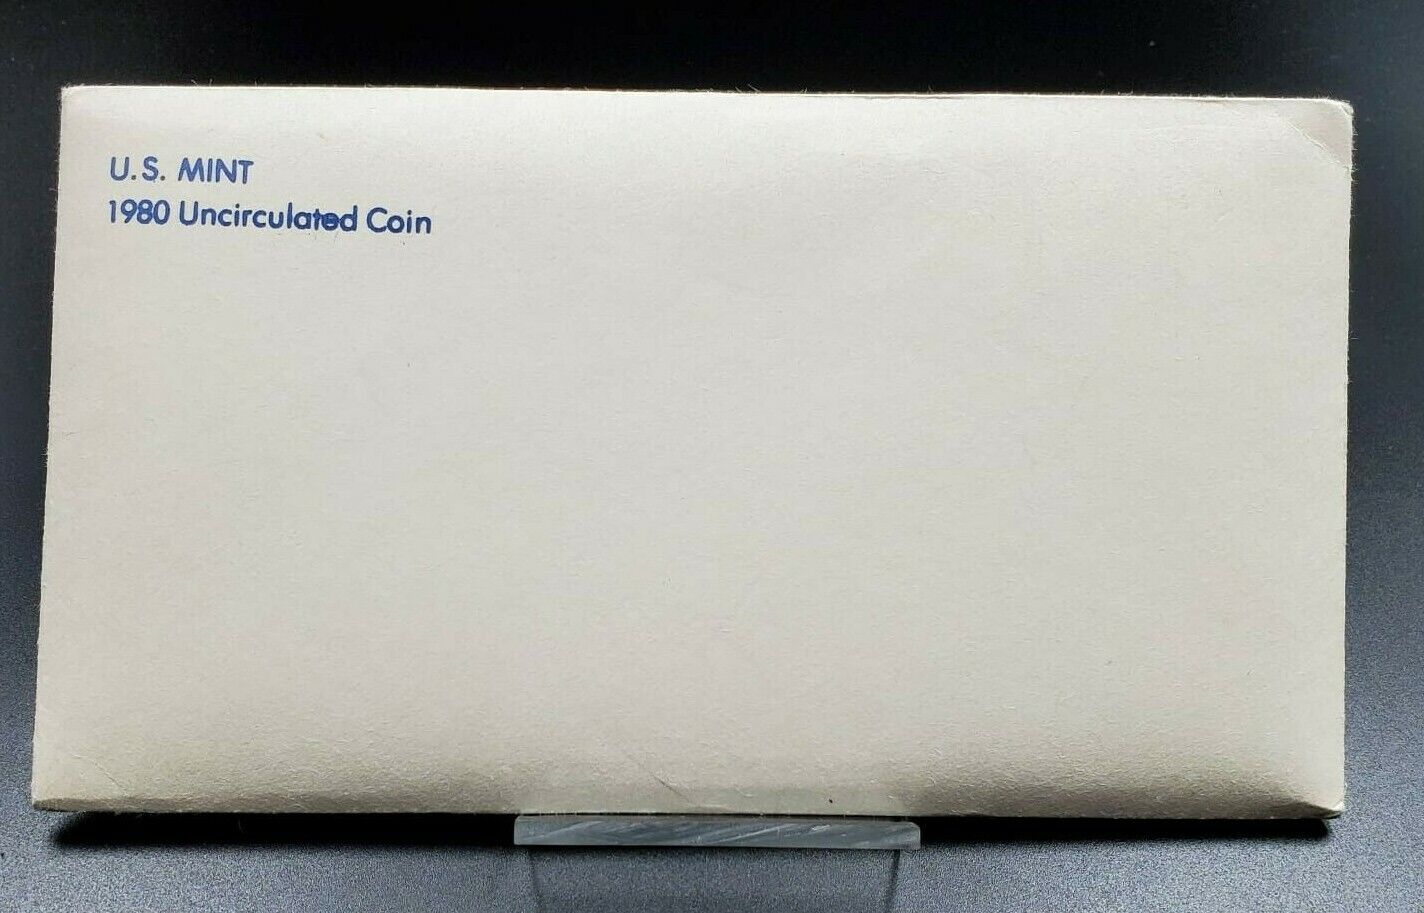 U.S. MINT
1980 Uncirculated Coin